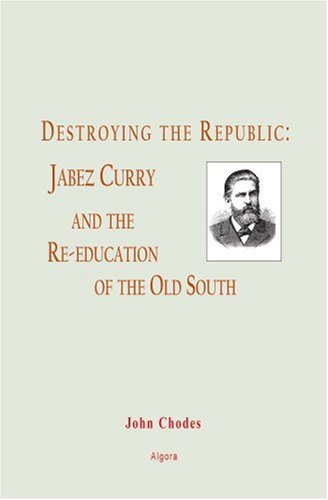 DESTROYING THE REPUBLIC:
JABEZ CURRY
AND THE
RE-EDUCATION
OF THE OLD SOUTH
John Chodes
Algora